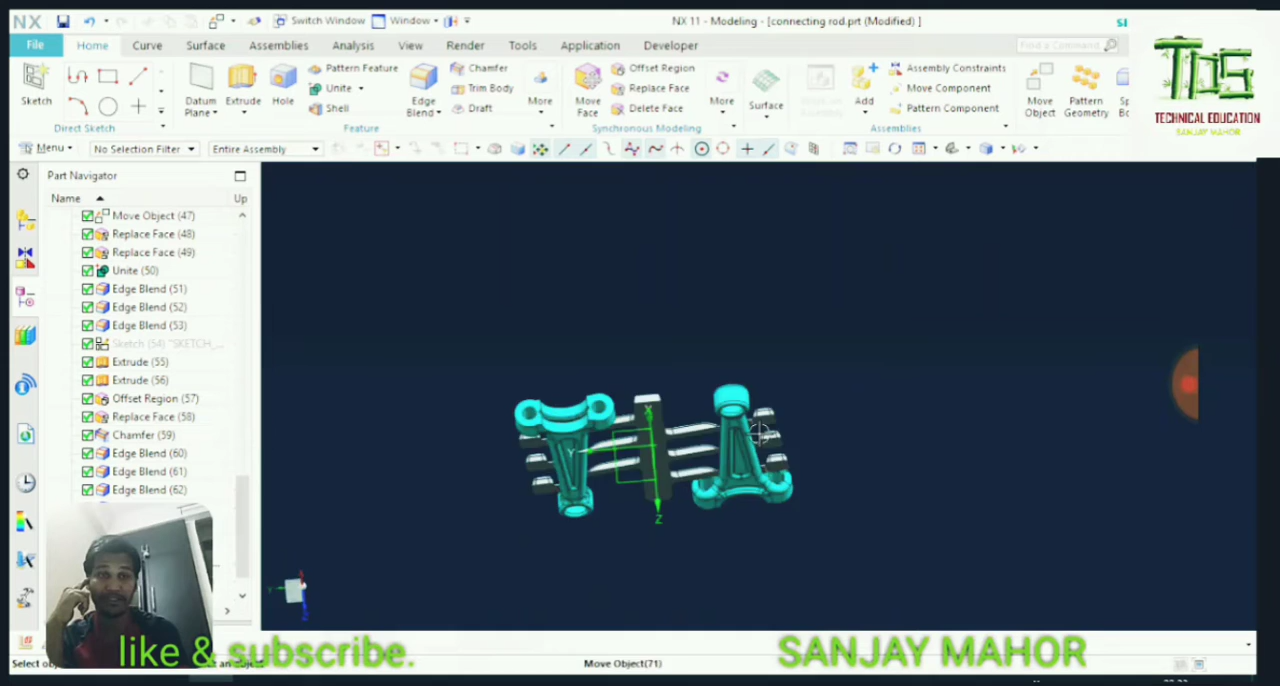 NX Switch Window Window NX 11 - Modeling - [connecting rod.prt (Modified) ] SI
File Home Curve Surface Assemblies Analysis View Render Tools Application Developer Find a Command
Pattern Feature Chamfer Offset Region Assembly Constraints
Unite Trim Body Replace Face Move Component
Shell Draft Delete Face Pattern Component
Sketch Datum Plane Extrude Hole Edge Blend More Move Face More Surface Add Move Object Pattern Geometry
Direct Sketch Feature Synchronous Modeling Assemblies
TECHNICAL EDUCATION
SANJAY MAHOR
Menu No Selection Filter Entire Assembly
Part Navigator
Name Up
Move Object (47)
Replace Face (48)
Replace Face (49)
Unite (50)
Edge Blend (51)
Edge Blend (52)
Edge Blend (53)
Sketch (54) "SKETCH_...
Extrude (55)
Extrude (56)
Offset Region (57)
Replace Face (58)
Chamfer (59)
Edge Blend (60)
Edge Blend (61)
Edge Blend (62)
X
Y
Z
like & subscribe. SANJAY MAHOR
Move Object(71)